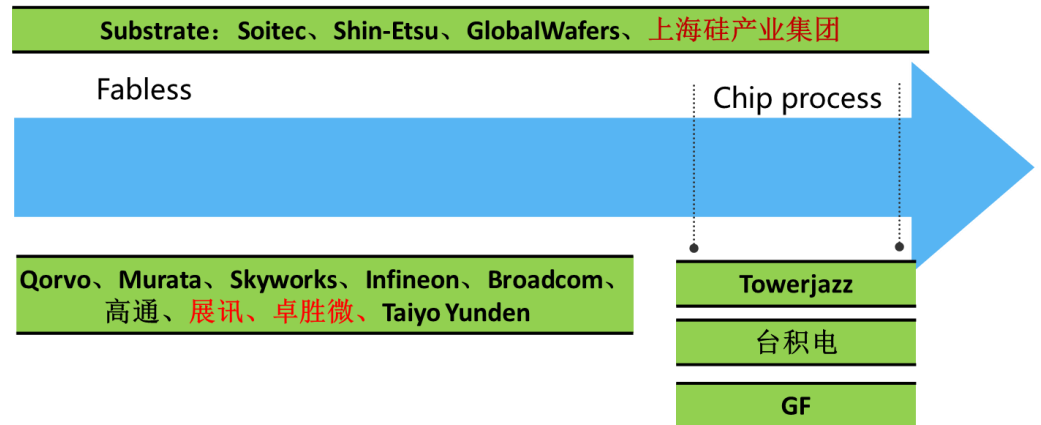 Substrate：Soitec、Shin-Etsu、GlobalWafers、上海硅产业集团
Fabless
Chip process
Qorvo、Murata、Skyworks、Infineon、Broadcom、
高通、展讯、卓胜微、Taiyo Yunden
Towerjazz
台积电
GF